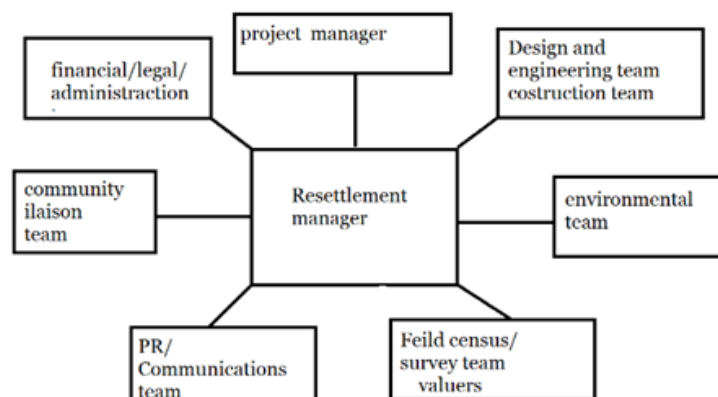 project manager
financial/legal/
administraction
Design and
engineering team
costruction team
community
ilaison
team
Resettlement
manager
environmental
team
PR/
Communications
team
Feild census/
survey team
valuers